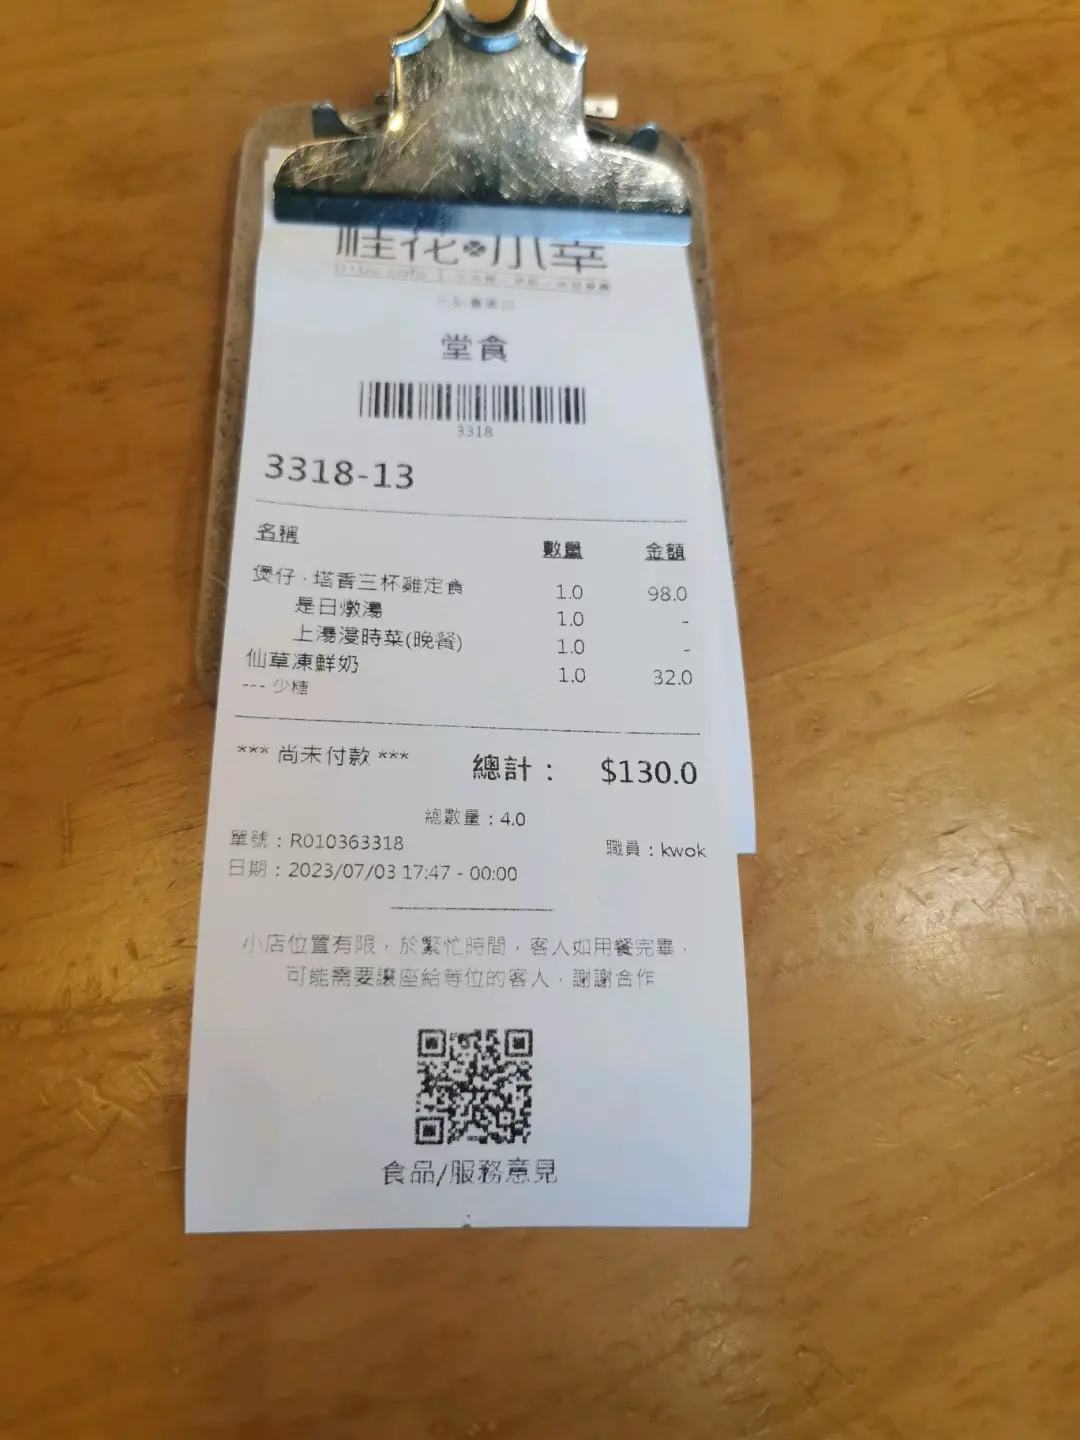 桂花小幸
堂食
3318
3318-13
名稱 數量 金額
煲仔·塔香三杯雞定食 1.0 98.0
是日燉湯 1.0 -
上湯浸時菜(晚餐) 1.0 -
仙草凍鮮奶 1.0 32.0
--- 少糖
*** 尚未付款 *** 總計： $130.0
總數量：4.0
單號：R010363318 職員：kwok
日期：2023/07/03 17:47 - 00:00
小店位置有限，於繁忙時間，客人如用餐完畢，
可能需要讓座給等位的客人，謝謝合作
食品/服務意見